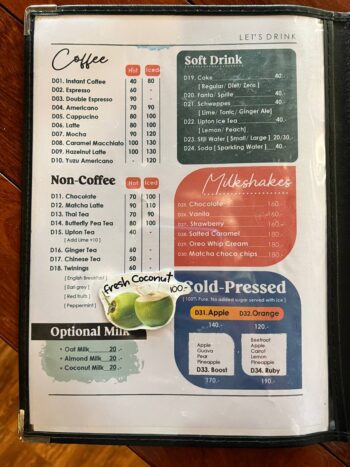 LET'S DRINK
Coffee
Hot Iced
D01. Instant Coffee 40 80
D02. Espresso 60 -
D03. Double Espresso 90 -
D04. Americano 70 90
D05. Cappucino 80 100
D06. Latte 80 100
D07. Mocha 90 120
D08. Caramel Macchiato 100 130
D09. Hazelnut Latte 100 130
D10. Yuzu Americano - 120
Non-Coffee
Hot Iced
D11. Chocolate 70 100
D12. Matcha Latte 90 110
D13. Thai Tea 70 90
D14. Butterfly Pea Tea 80 100
D15. Lipton Tea 40 -
[ Add Lime +10 ]
D16. Ginger Tea 60 -
D17. Chinese Tea 50 -
D18. Twinings 60 -
[ English Breakfast ]
[ Earl grey ]
[ Red fruits ]
[ Peppermint ]
Fresh Coconut
100.-
Optional Milk
• Oat Milk 20 .-
• Almond Milk 20 .-
• Coconut Milk 20 .-
Soft Drink
D19. Coke 40.-
[ Regular/ Diet/ Zero ]
D20. Fanta/ Sprite 40.-
D21. Schweppes 40.-
[ Lime/ Tonic/ Ginger Ale]
D22. Lipton Ice Tea 40.-
[ Lemon/ Peach]
D23. Still Water [ Small/ Large ] 20/30.-
D24. Soda [ Sparkling Water ] 40.-
Milkshakes
D25. Chocolate 160.-
D26. Vanila 160.-
D27. Strawberry 160.-
D28. Salted Caramel 180.-
D29. Oreo Whip Cream 180.-
D30. Matcha choco chips 180.-
old-Pressed
[ 100% Pure. No added sugar served with ice ]
D31. Apple D32. Orange
140.- 120.-
Apple
Guava
Pear
Pineapple
D33. Boost
170.-
Beetroot
Apple
Carrot
Lemon
Pineapple
D34. Ruby
190.-